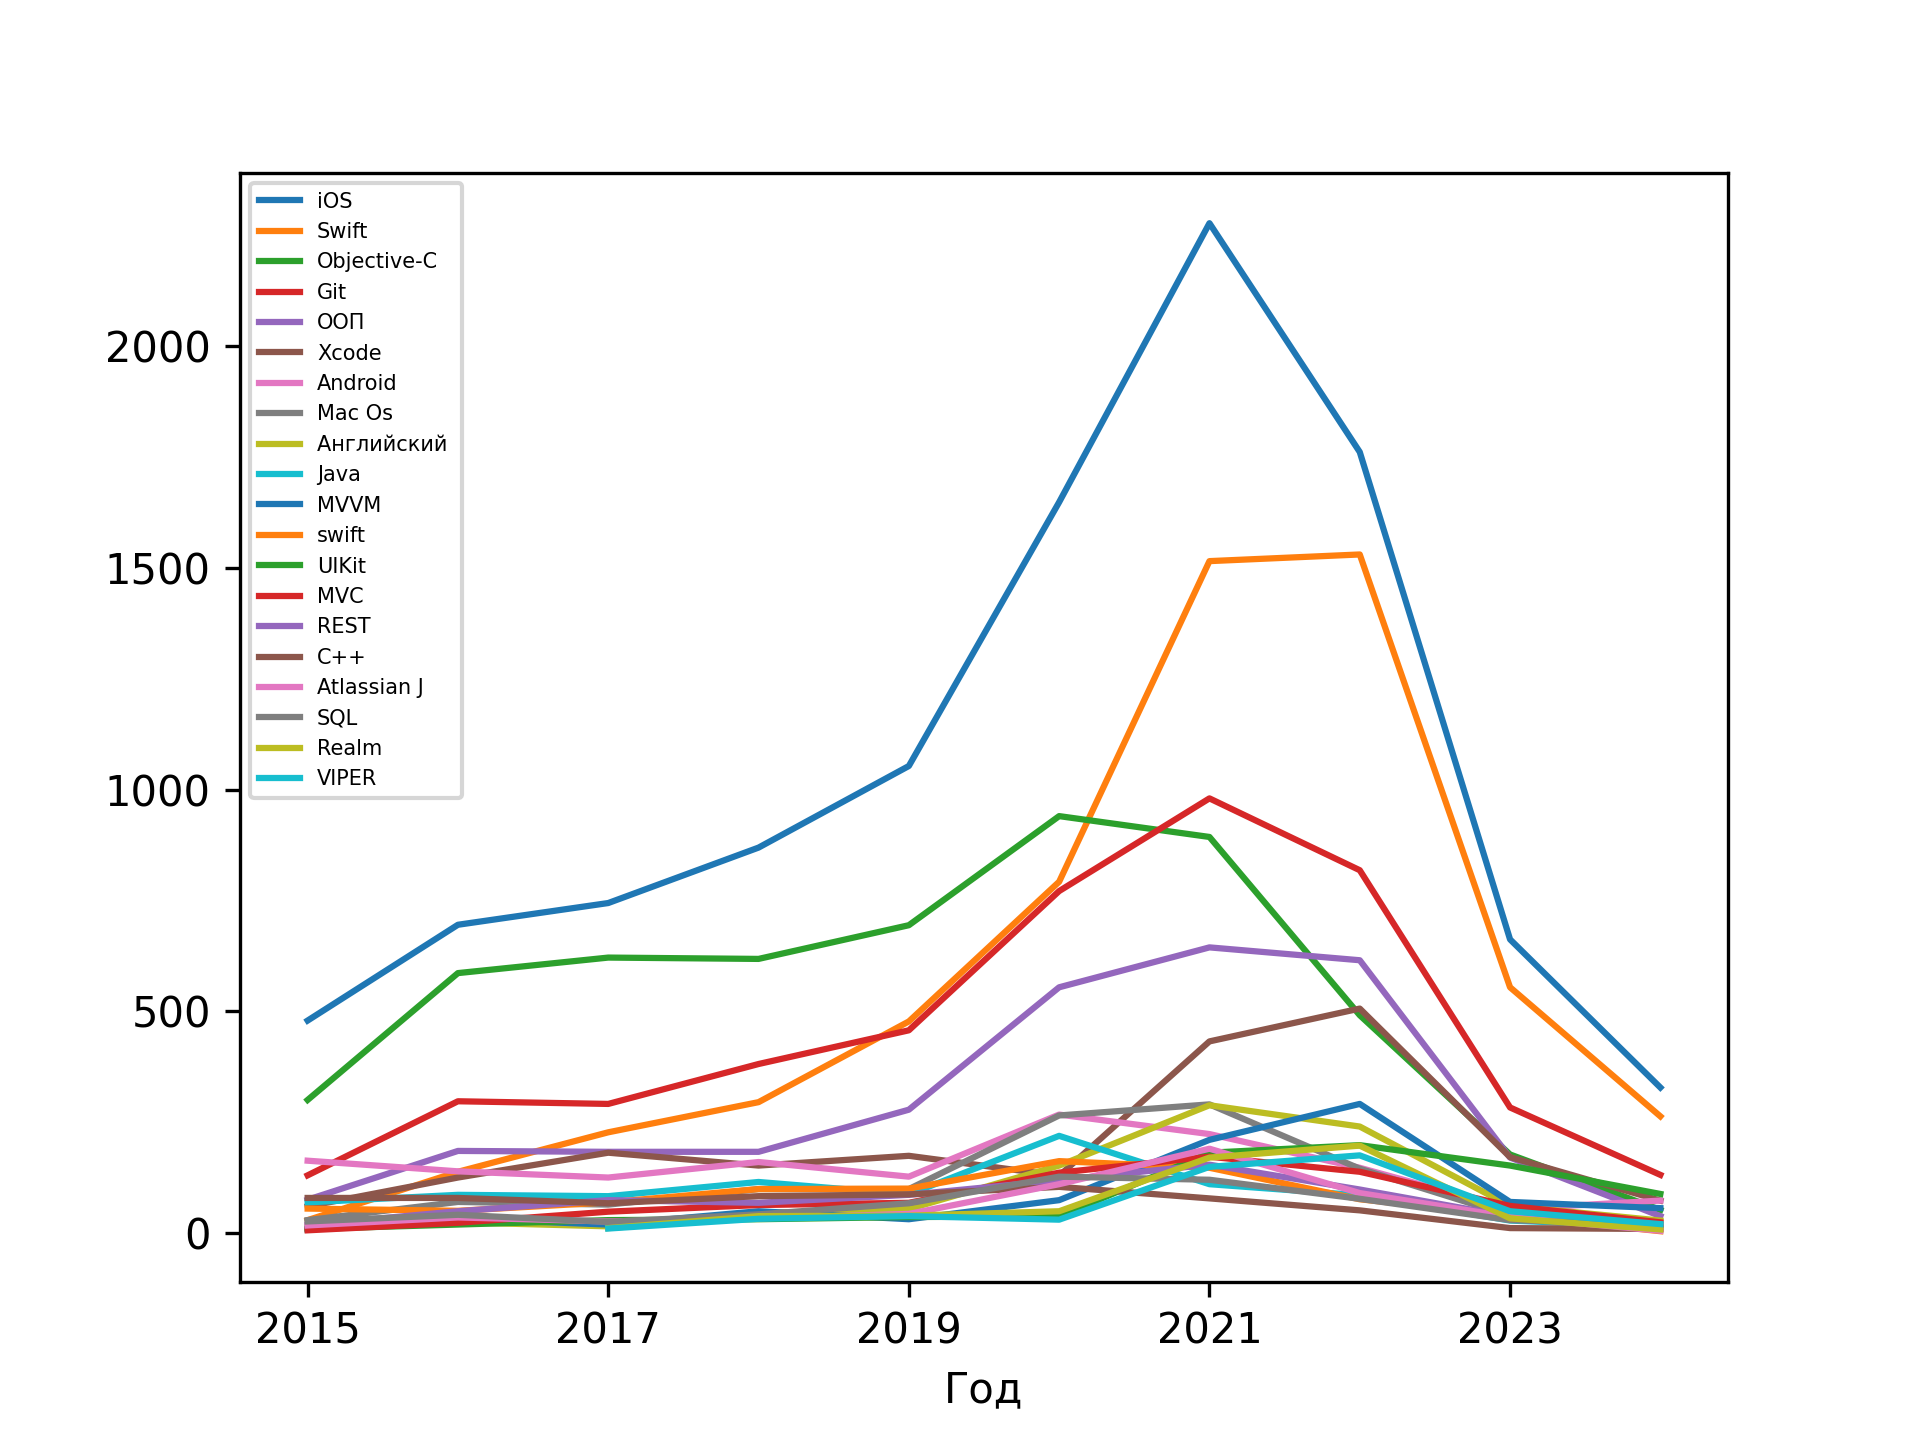 iOS
Swift
Objective-C
Git
ООП
Xcode
Android
Mac Os
Английский
Java
MVVM
swift
UIKit
MVC
REST
C++
Atlassian J
SQL
Realm
VIPER
2000
1500
1000
500
0
2015 2017 2019 2021 2023
Год